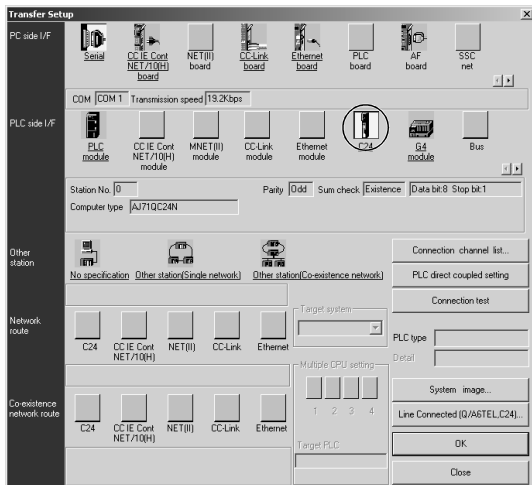 Transfer Setup
PC side I/F
Serial
CC IE Cont
NET/10(H)
board
NET(II)
board
CC-Link
board
Ethernet
board
PLC
board
AF
board
SSC
net
COM COM 1 Transmission speed 19.2Kbps
PLC side I/F
PLC
module
CC IE Cont
NET/10(H)
module
MNET(II)
module
CC-Link
module
Ethernet
module
C24
G4
module
Bus
Station No. 0 Parity Odd Sum check Existence Data bit:8 Stop bit:1
Computer type AJ71QC24N
Other
station
No specification
Other station(Single network)
Other station(Co-existence network)
Connection channel list...
PLC direct coupled setting
Connection test
Network
route
C24
CC IE Cont
NET/10(H)
NET(II)
CC-Link
Ethernet
Target system
PLC type
Detail
Multiple CPU setting
1 2 3 4
Target PLC
System image...
Line Connected (Q/A6TEL,C24)...
OK
Close
Co-existence
network route
C24
CC IE Cont
NET/10(H)
NET(II)
CC-Link
Ethernet